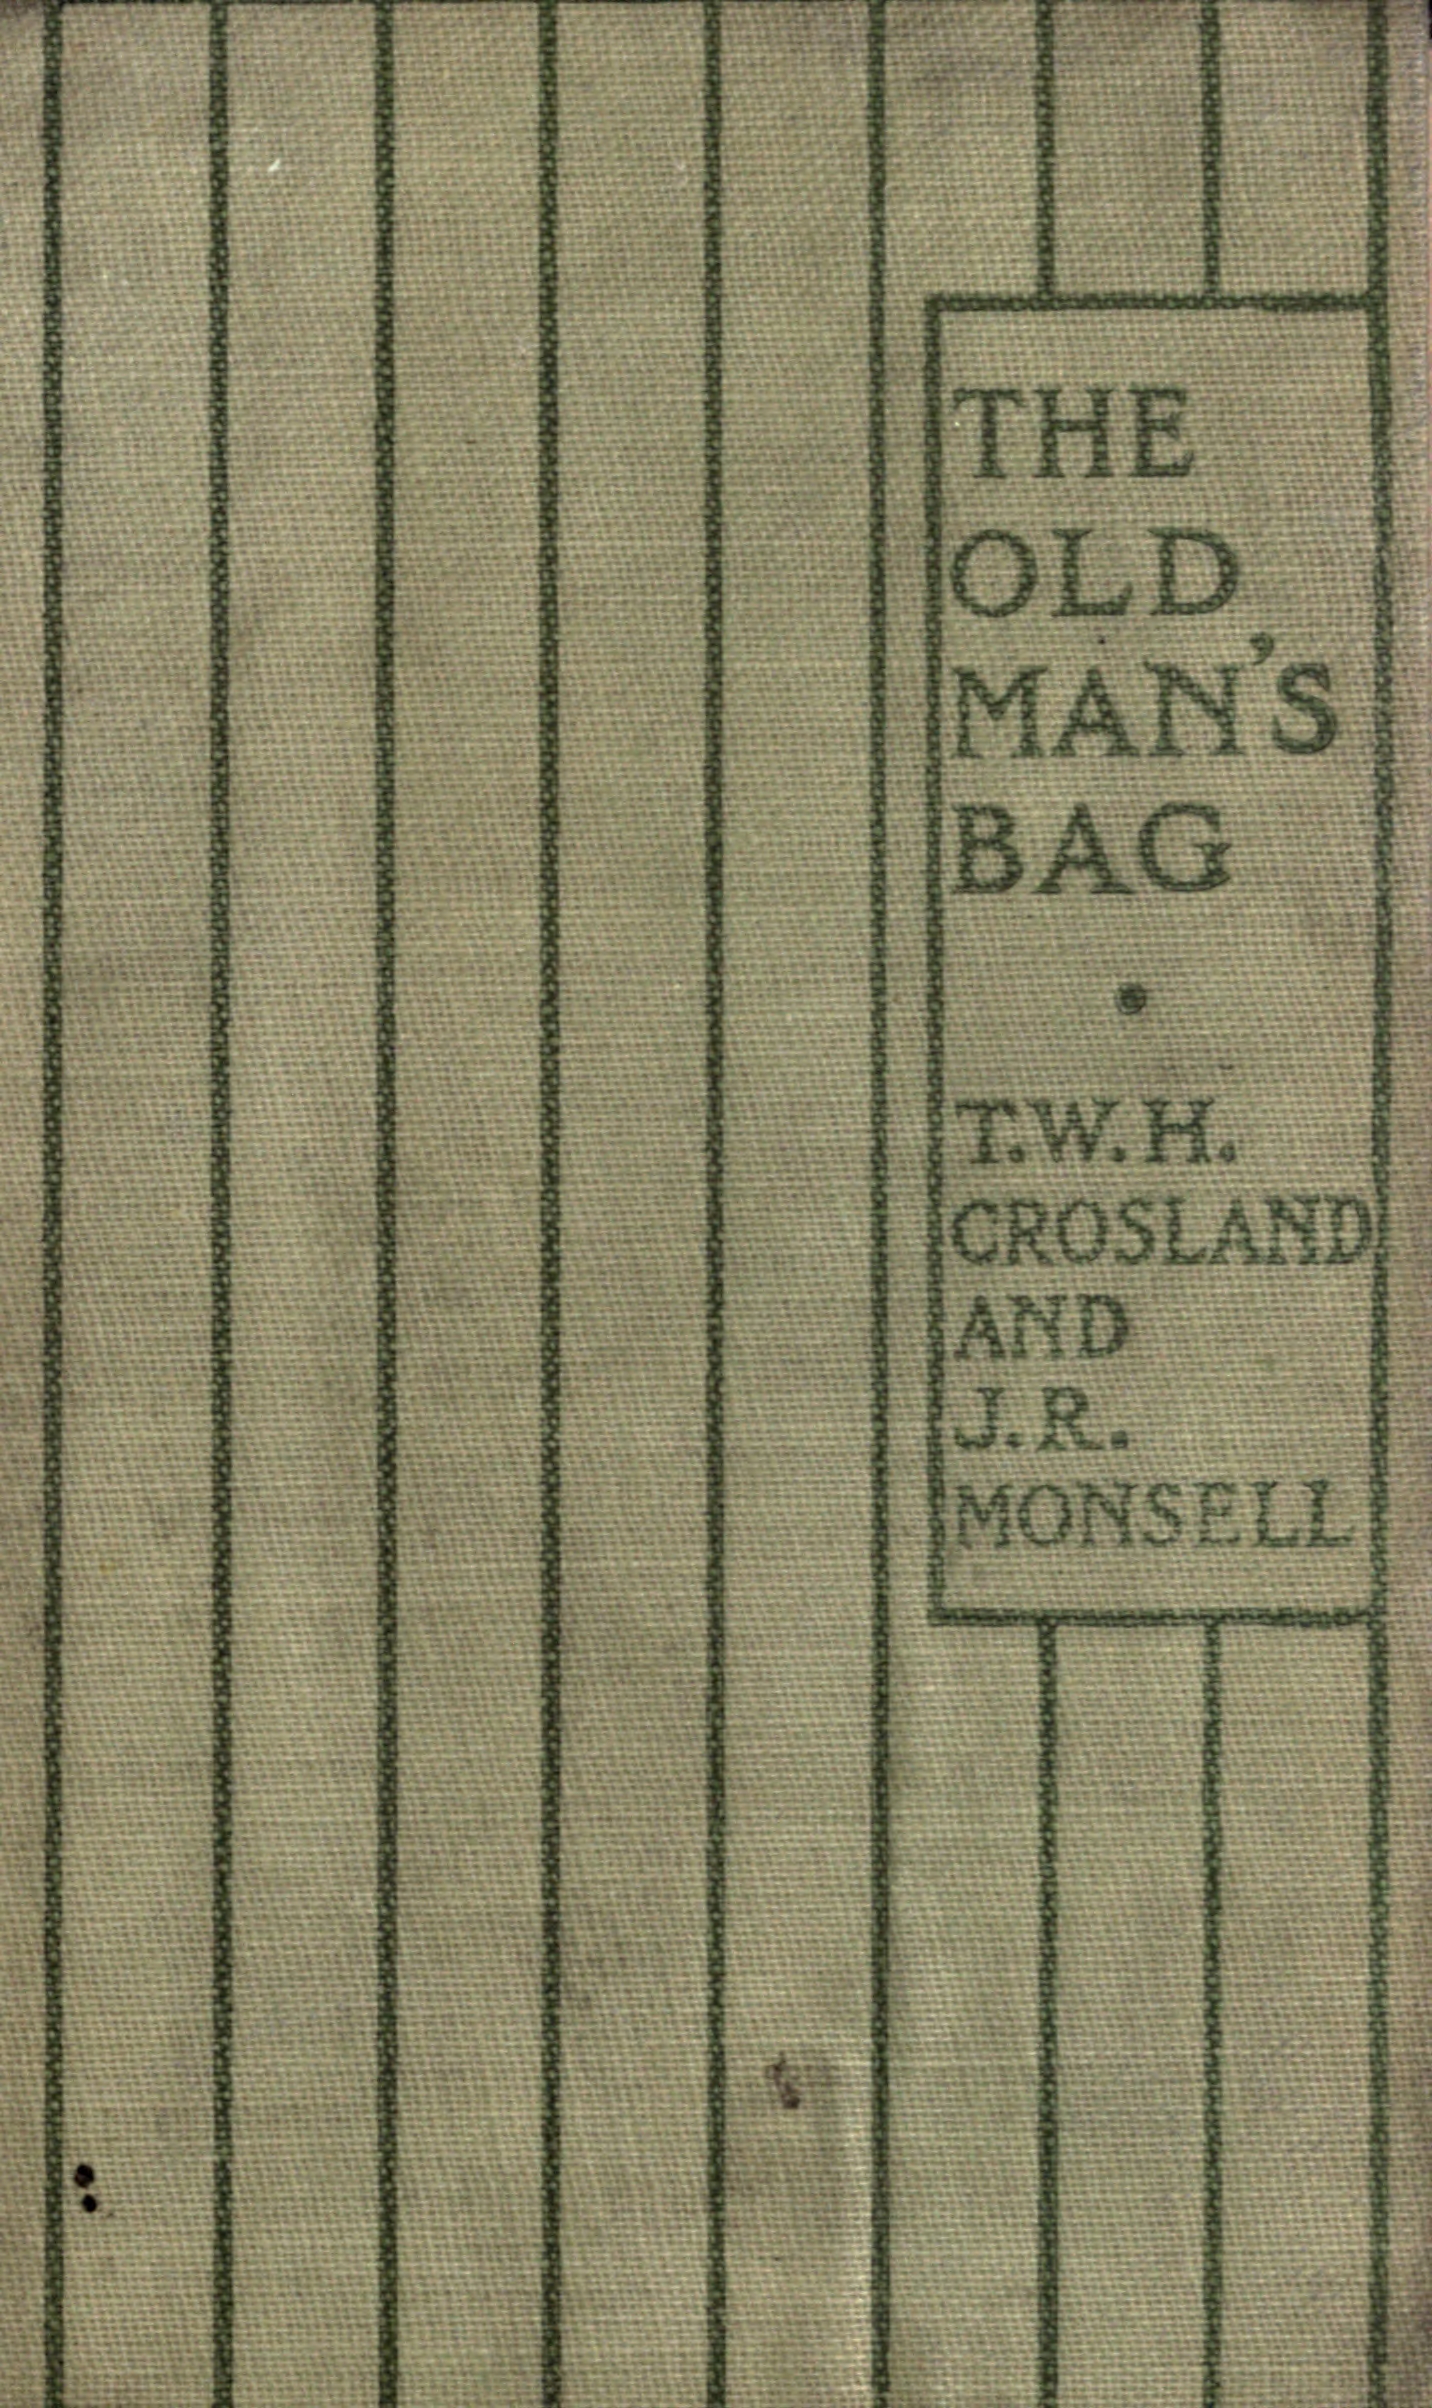 THE
OLD
MAN'S
BAG
•
T.W.H.
CROSLAND
AND
J.R.
MONSELL